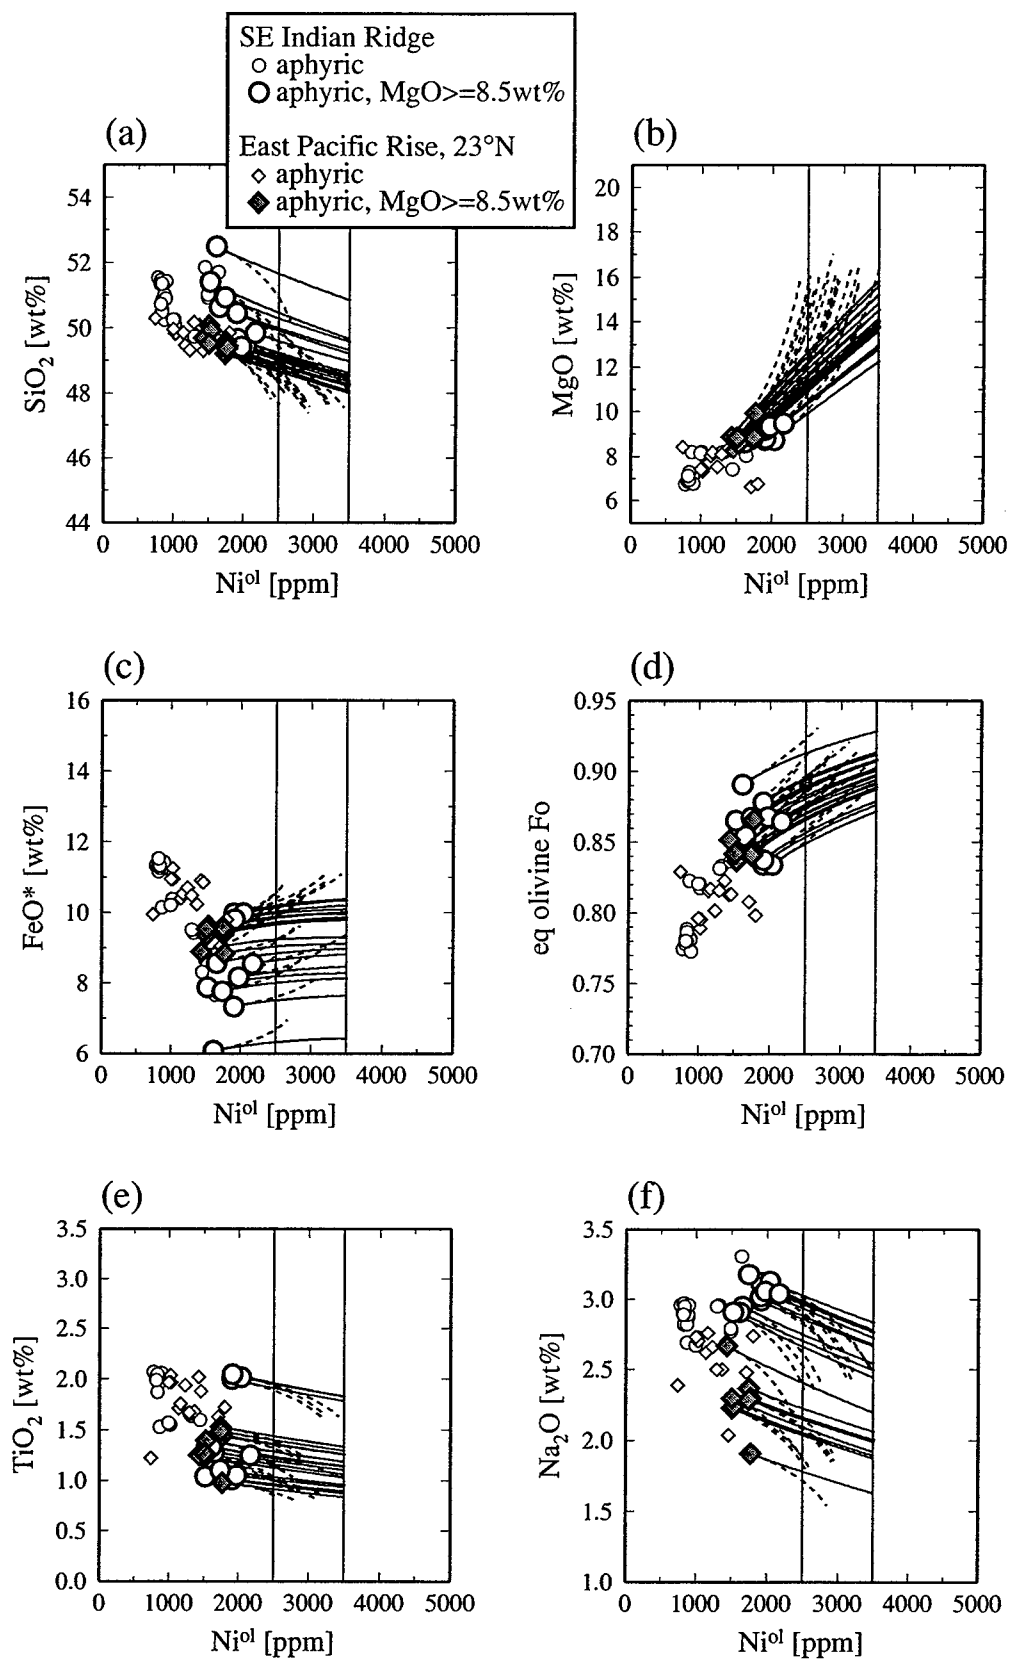 SE Indian Ridge
aphyric
aphyric, MgO>=8.5wt%
East Pacific Rise, 23°N
aphyric
aphyric, MgO>=8.5wt%
(a)
54
52
50
48
46
44
SiO2 [wt%]
0 1000 2000 3000 4000 5000
Ni^ol [ppm]
(b)
20
18
16
14
12
10
8
6
MgO [wt%]
0 1000 2000 3000 4000 5000
Ni^ol [ppm]
(c)
16
14
12
10
8
6
FeO* [wt%]
0 1000 2000 3000 4000 5000
Ni^ol [ppm]
(d)
0.95
0.90
0.85
0.80
0.75
0.70
eq olivine Fo
0 1000 2000 3000 4000 5000
Ni^ol [ppm]
(e)
3.5
3.0
2.5
2.0
1.5
1.0
0.5
0.0
TiO2 [wt%]
0 1000 2000 3000 4000 5000
Ni^ol [ppm]
(f)
3.5
3.0
2.5
2.0
1.5
1.0
Na2O [wt%]
0 1000 2000 3000 4000 5000
Ni^ol [ppm]